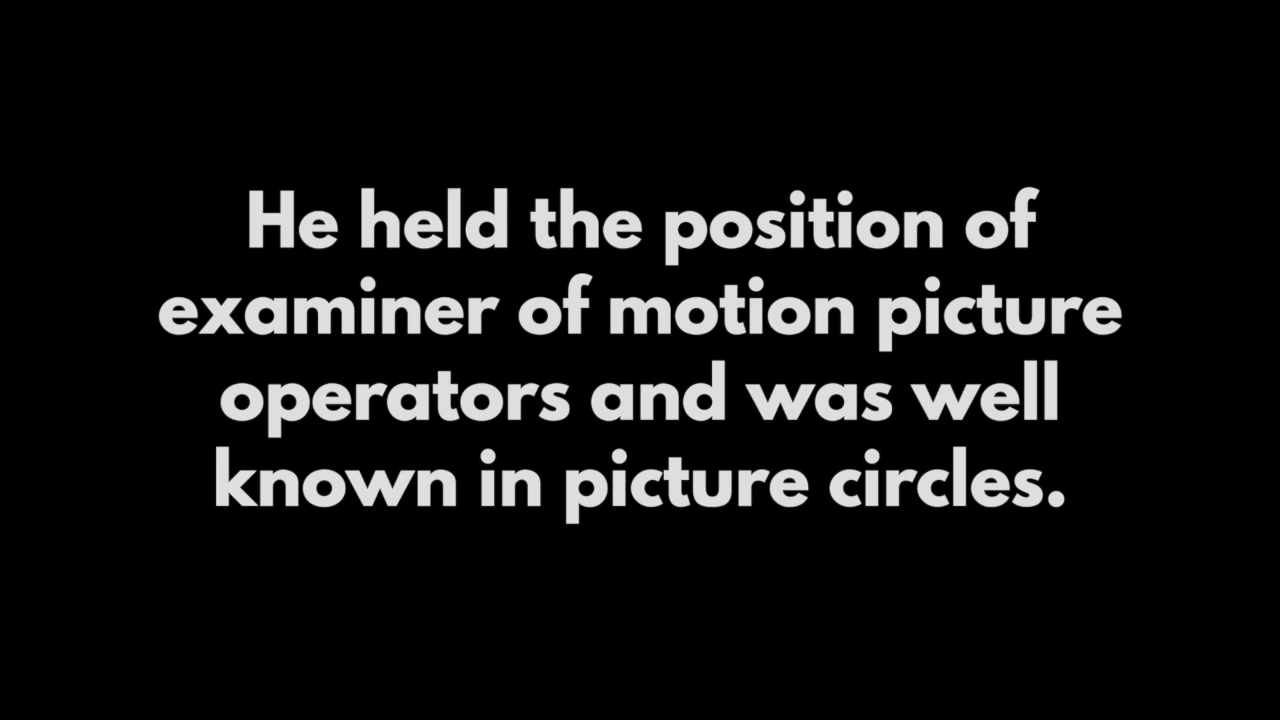 He held the position of
examiner of motion picture
operators and was well
known in picture circles.